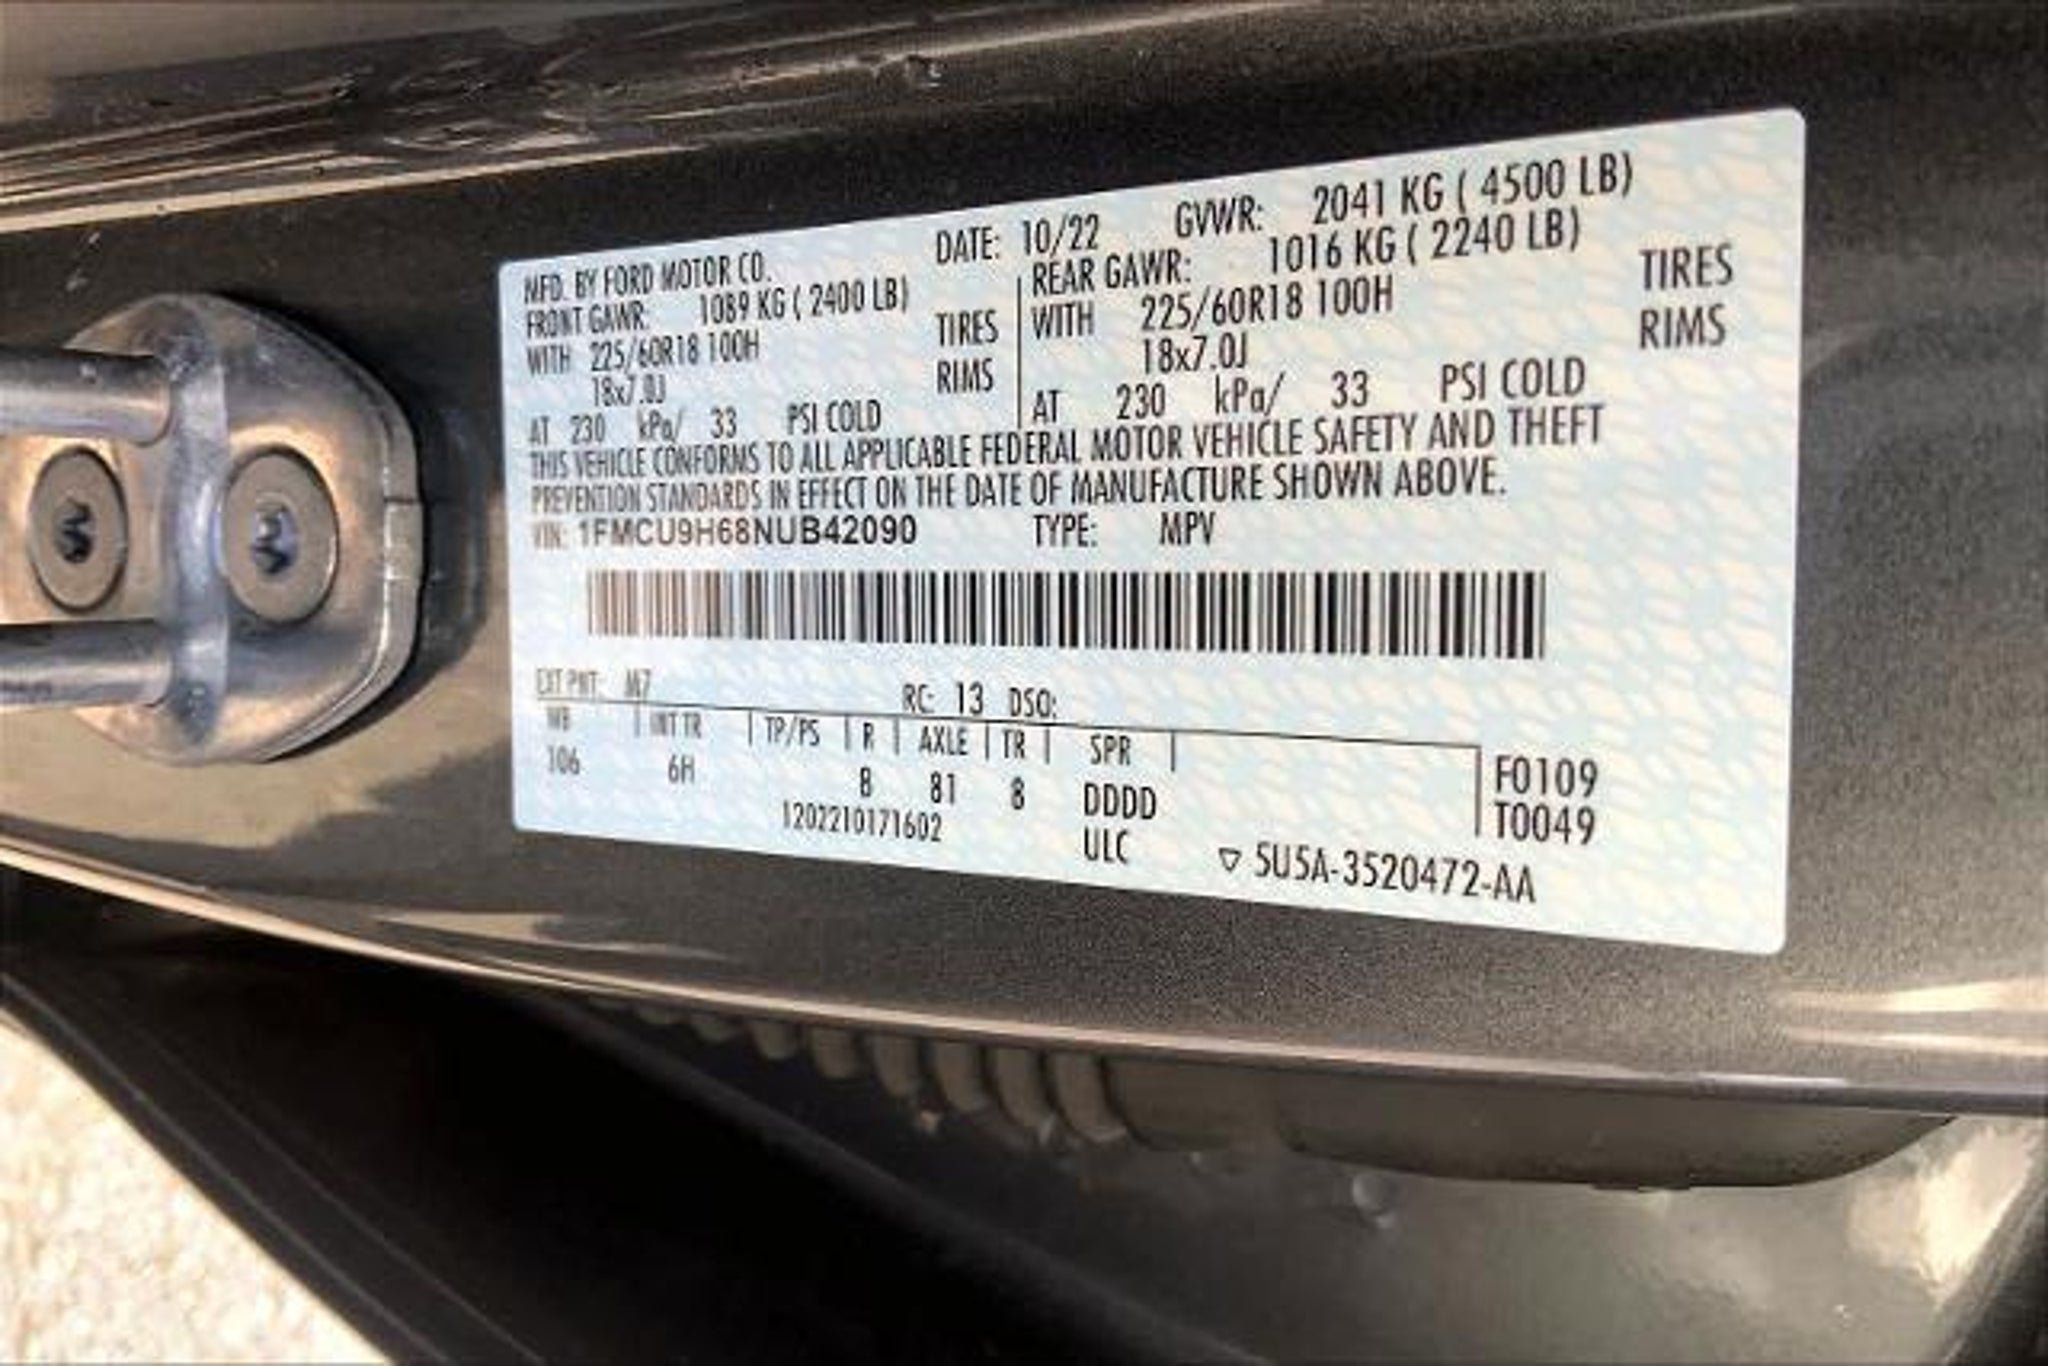 MFD. BY FORD MOTOR CO. DATE: 10/22 GVWR: 2041 KG ( 4500 LB)
FRONT GAWR: 1089 KG ( 2400 LB) REAR GAWR: 1016 KG ( 2240 LB)
WITH 225/60R18 100H TIRES WITH 225/60R18 100H TIRES
18x7.0J RIMS 18x7.0J RIMS
AT 230 kPa/ 33 PSI COLD AT 230 kPa/ 33 PSI COLD
THIS VEHICLE CONFORMS TO ALL APPLICABLE FEDERAL MOTOR VEHICLE SAFETY AND THEFT
PREVENTION STANDARDS IN EFFECT ON THE DATE OF MANUFACTURE SHOWN ABOVE.
VIN: 1FMCU9H68NUB42090 TYPE: MPV
EXT PNT: M7 RC: 13 DSO:
WB INT TR TP/PS R AXLE TR SPR
106 6H 8 81 8 DDDD F0109
1202210171602 ULC T0049
5U5A-3520472-AA